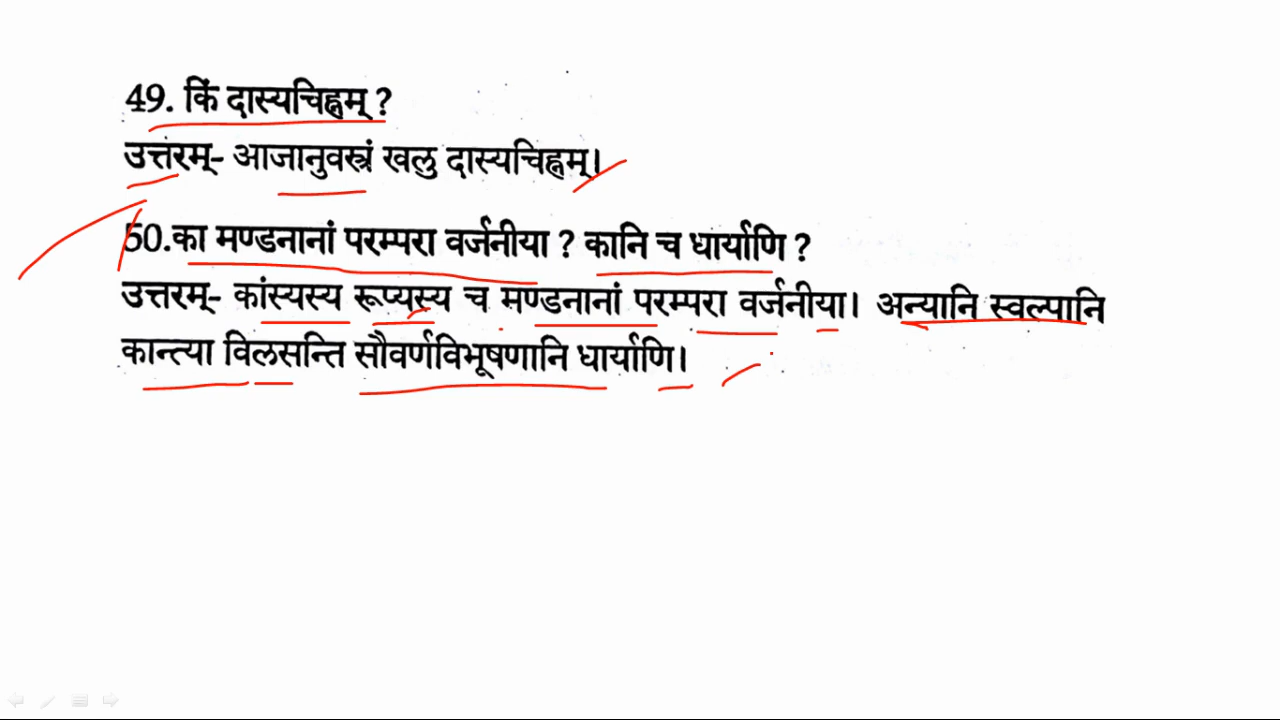 49. किं दास्यचिह्नम् ?
उत्तरम्- आजानुवस्त्रं खलु दास्यचिह्नम्।
50.का मण्डनानां परम्परा वर्जनीया ? कानि च धार्याणि ?
उत्तरम्- कांस्यस्य रूप्यस्य च मण्डनानां परम्परा वर्जनीया। अन्यानि स्वल्पानि
कान्त्या विलसन्ति सौवर्णविभूषणानि धार्याणि।